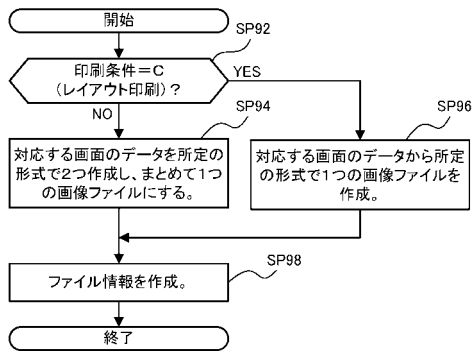 開始
SP92
印刷条件＝C
(レイアウト印刷)？
YES
NO
SP94
対応する画面のデータを所定の
形式で2つ作成し、まとめて1つ
の画像ファイルにする。
SP96
対応する画面のデータから所定
の形式で1つの画像ファイルを
作成。
SP98
ファイル情報を作成。
終了